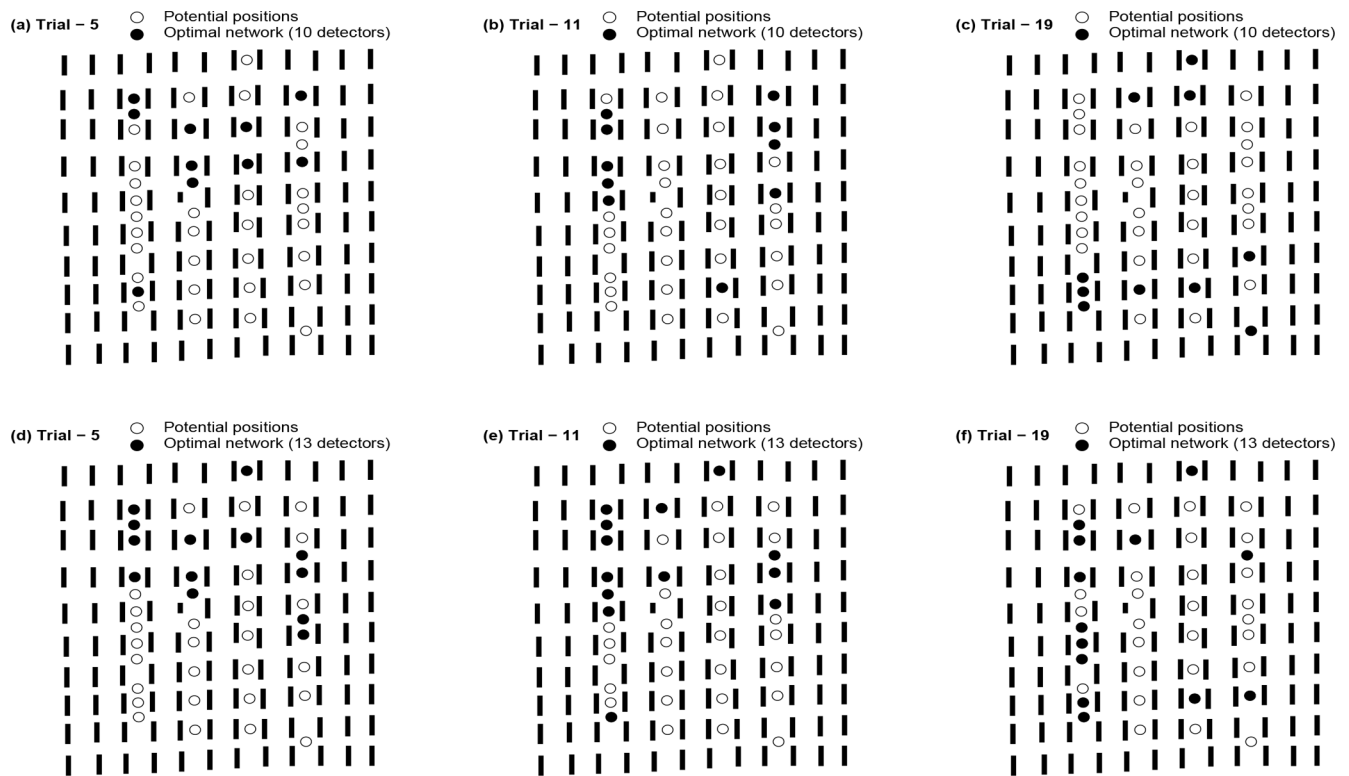 (a) Trial – 5
Potential positions
Optimal network (10 detectors)
(b) Trial – 11
Potential positions
Optimal network (10 detectors)
(c) Trial – 19
Potential positions
Optimal network (10 detectors)
(d) Trial – 5
Potential positions
Optimal network (13 detectors)
(e) Trial – 11
Potential positions
Optimal network (13 detectors)
(f) Trial – 19
Potential positions
Optimal network (13 detectors)